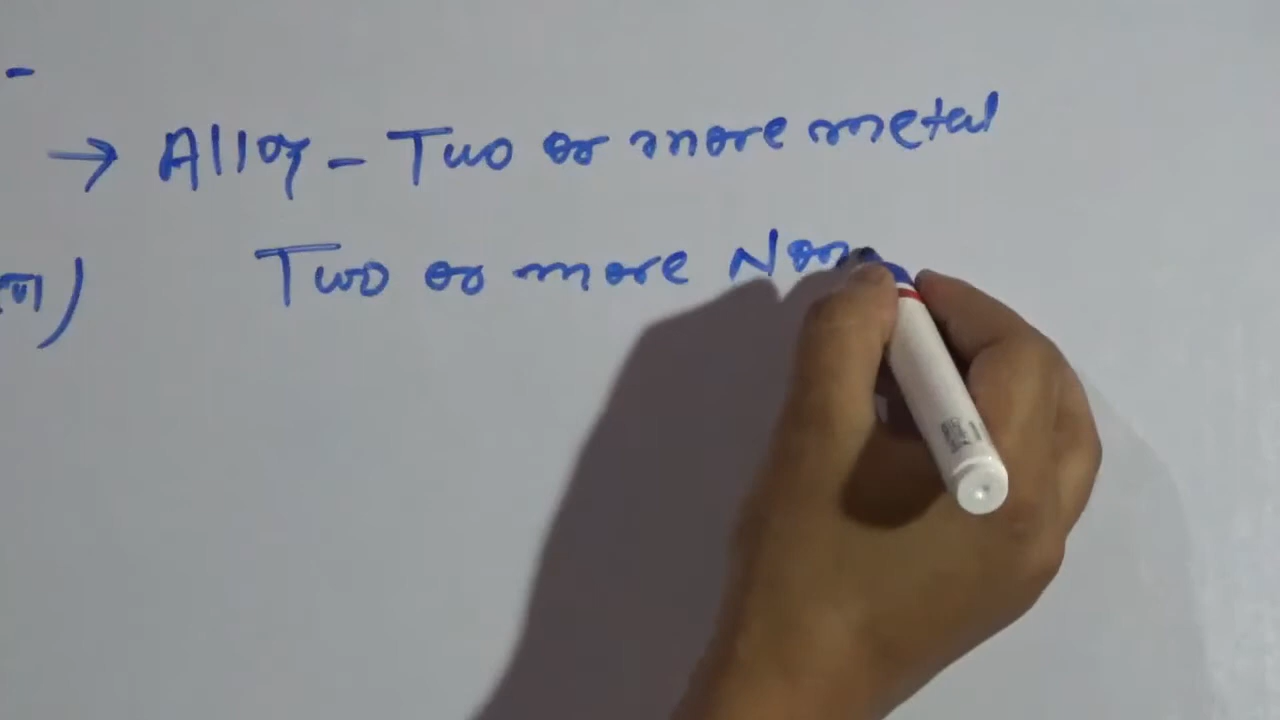 -
→ Alloy - Two or more metal
Two or more Non
)